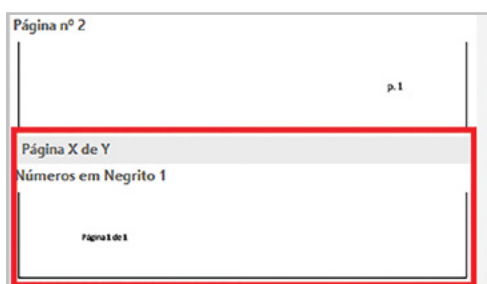 Página nº 2
p. 1
Página X de Y
Números em Negrito 1
Página 1 de 1